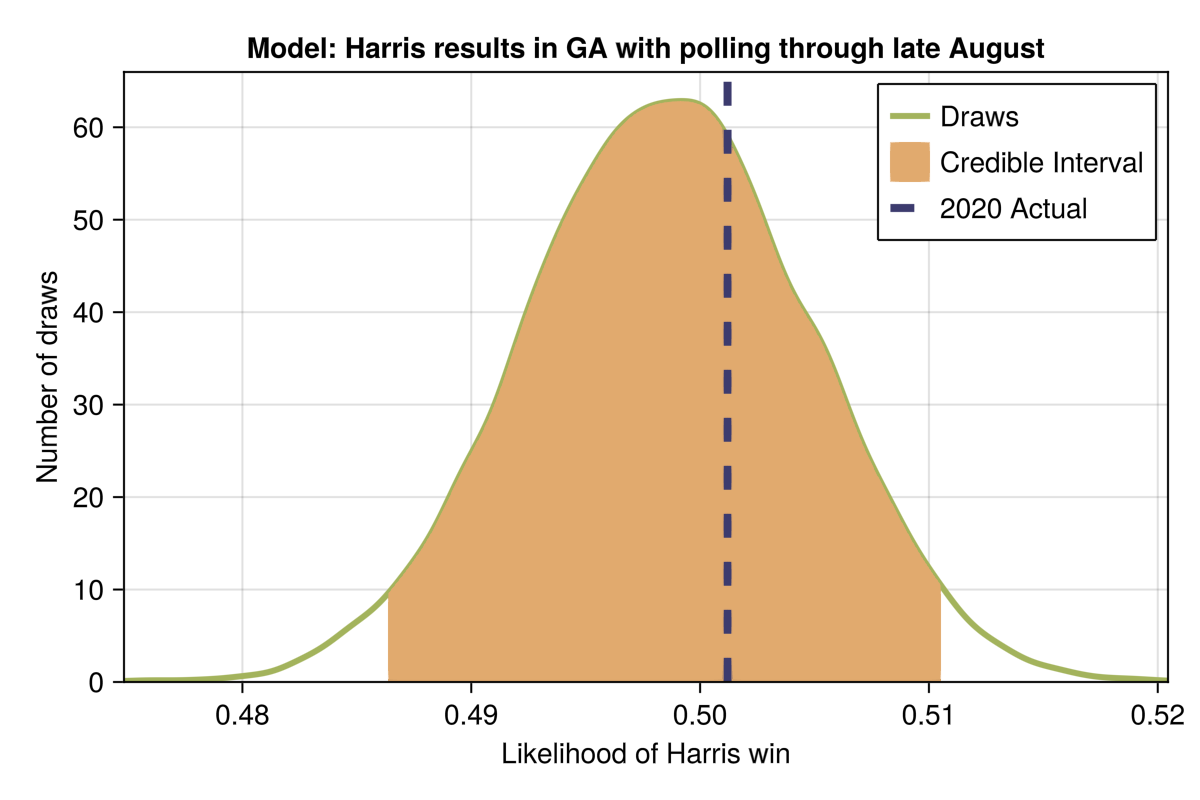 Model: Harris results in GA with polling through late August
Draws
Credible Interval
2020 Actual
Number of draws
60
50
40
30
20
10
0
0.48 0.49 0.50 0.51 0.52
Likelihood of Harris win